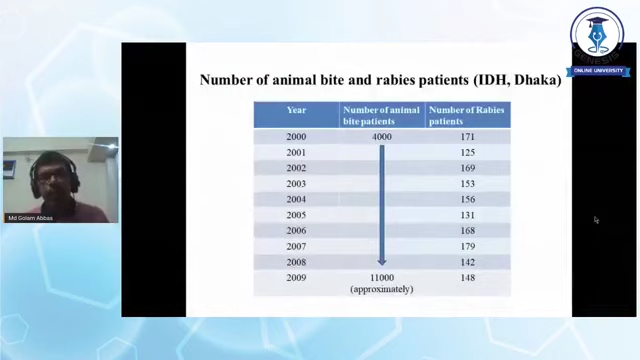 Number of animal bite and rabies patients (IDH, Dhaka)
Year Number of animal bite patients Number of Rabies patients
2000 4000 171
2001 125
2002 169
2003 153
2004 156
2005 131
2006 168
2007 179
2008 142
2009 11000 (approximately) 148
Md Golam Abbas
GENESIS
ONLINE UNIVERSITY